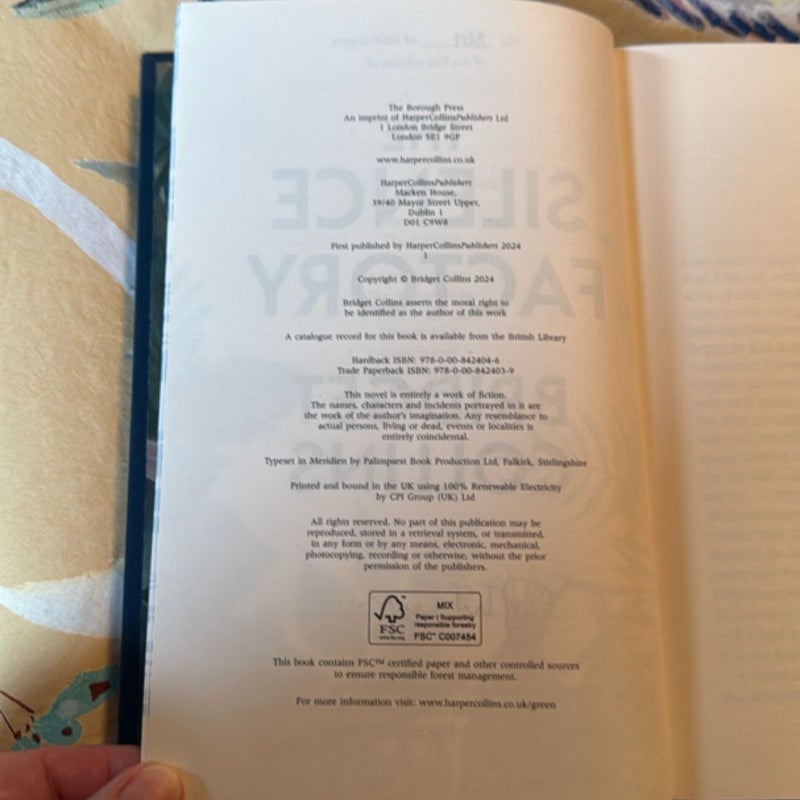 The Borough Press
An imprint of HarperCollinsPublishers Ltd
1 London Bridge Street
London SE1 9GF
www.harpercollins.co.uk
HarperCollinsPublishers
Macken House,
39/40 Mayor Street Upper,
Dublin 1
D01 C9W8
First published by HarperCollinsPublishers 2024
1
Copyright © Bridget Collins 2024
Bridget Collins asserts the moral right to
be identified as the author of this work
A catalogue record for this book is available from the British Library
Hardback ISBN: 978-0-00-842404-6
Trade Paperback ISBN: 978-0-00-842403-9
This novel is entirely a work of fiction.
The names, characters and incidents portrayed in it are
the work of the author's imagination. Any resemblance to
actual persons, living or dead, events or localities is
entirely coincidental.
Typeset in Meridien by Palimpsest Book Production Ltd, Falkirk, Stirlingshire
Printed and bound in the UK using 100% Renewable Electricity
by CPI Group (UK) Ltd
All rights reserved. No part of this publication may be
reproduced, stored in a retrieval system, or transmitted,
in any form or by any means, electronic, mechanical,
photocopying, recording or otherwise, without the prior
permission of the publishers.
FSC
www.fsc.org
MIX
Paper | Supporting
responsible forestry
FSC™ C007454
This book contains FSC™ certified paper and other controlled sources
to ensure responsible forest management.
For more information visit: www.harpercollins.co.uk/green
THE
SILENCE
FACTORY
BRIDGET
COLLINS